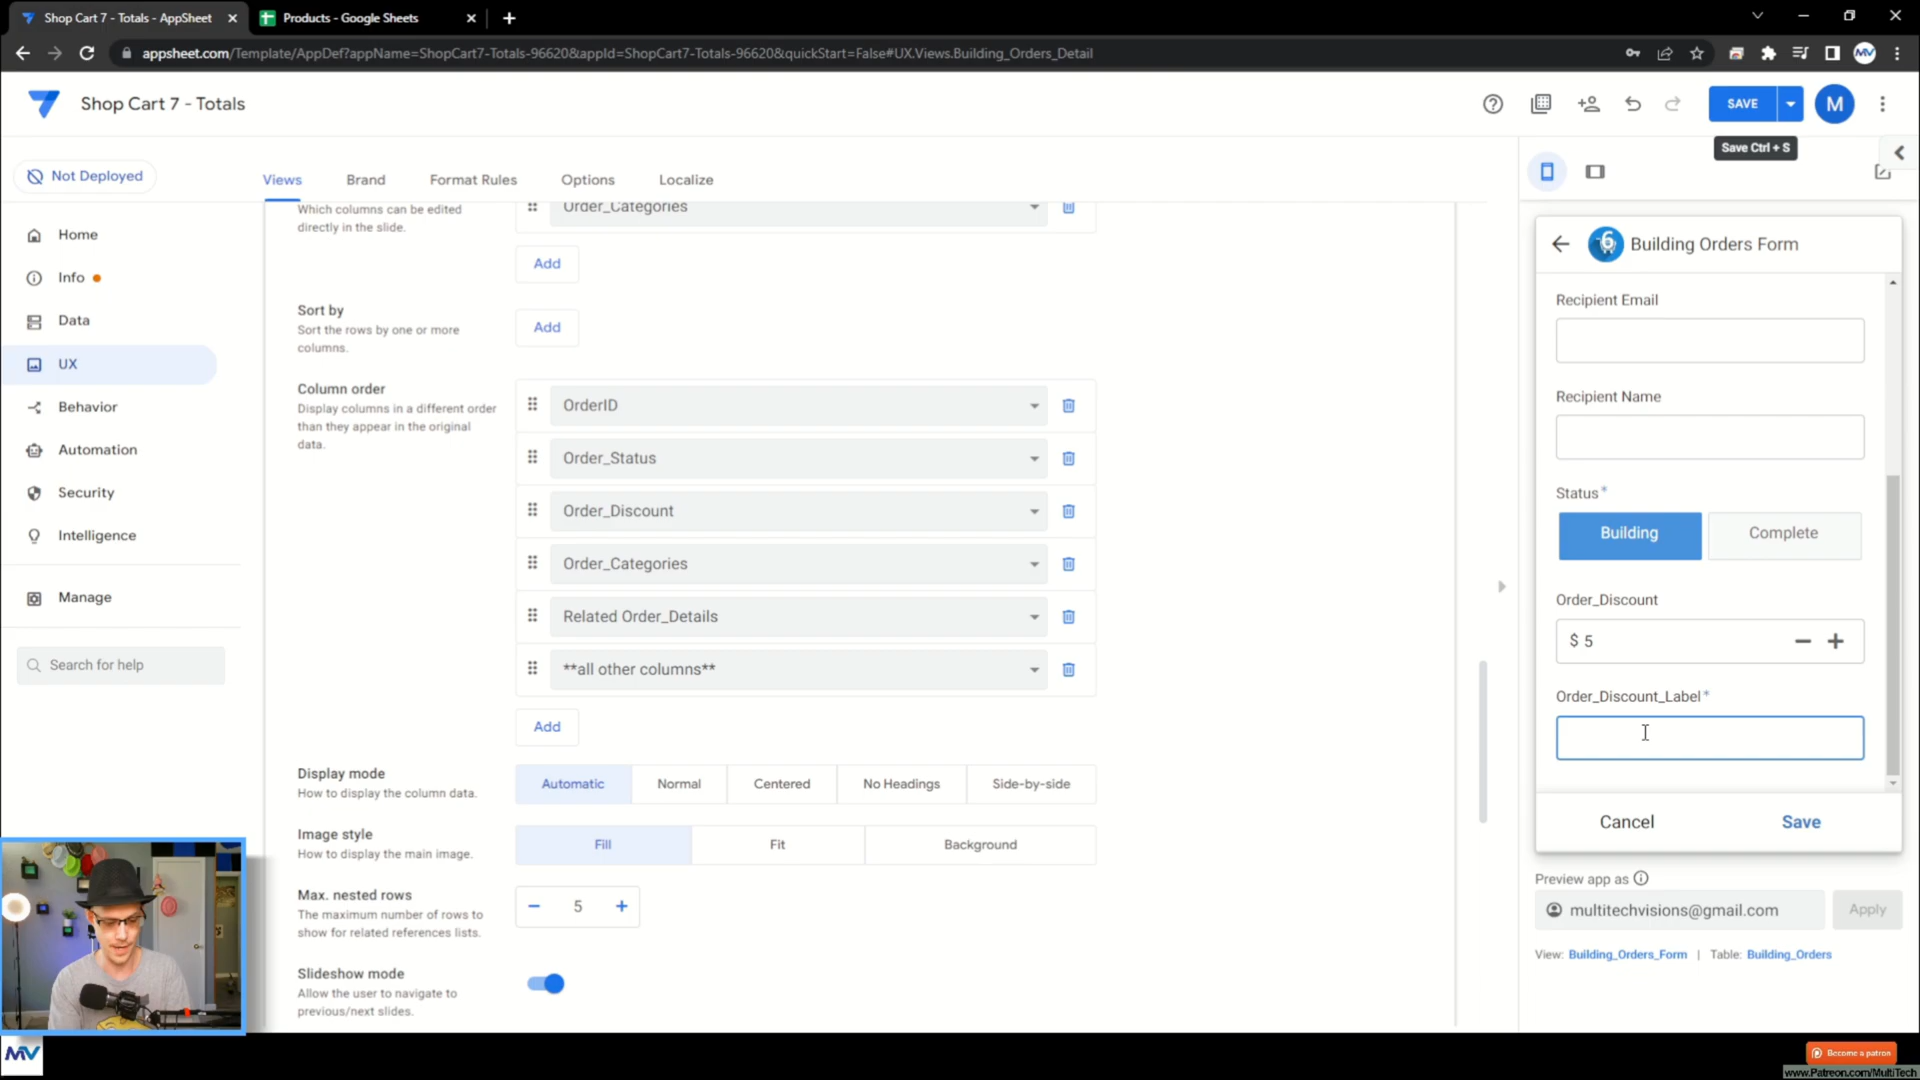 Shop Cart 7 - Totals - AppSheet
Products - Google Sheets
appsheet.com/Template/AppDef?appName=ShopCart7-Totals-96620&appId=ShopCart7-Totals-96620&quickStart=False#UX.Views.Building_Orders_Detail
MV
Shop Cart 7 - Totals
SAVE
M
Save Ctrl + S
Not Deployed
Views
Brand
Format Rules
Options
Localize
Home
Info
Data
UX
Behavior
Automation
Security
Intelligence
Manage
Search for help
Which columns can be edited
directly in the slide.
Order_Categories
Add
Sort by
Sort the rows by one or more
columns.
Add
Column order
Display columns in a different order
than they appear in the original
data.
OrderID
Order_Status
Order_Discount
Order_Categories
Related Order_Details
**all other columns**
Add
Display mode
How to display the column data.
Automatic
Normal
Centered
No Headings
Side-by-side
Image style
How to display the main image.
Fill
Fit
Background
Max. nested rows
The maximum number of rows to
show for related references lists.
5
Slideshow mode
Allow the user to navigate to
previous/next slides.
6
Building Orders Form
Recipient Email
Recipient Name
Status*
Building
Complete
Order_Discount
$ 5
Order_Discount_Label*
Cancel
Save
Preview app as
multitechvisions@gmail.com
Apply
View: Building_Orders_Form | Table: Building_Orders
MV
Become a patron
www.Patreon.com/MultiTech